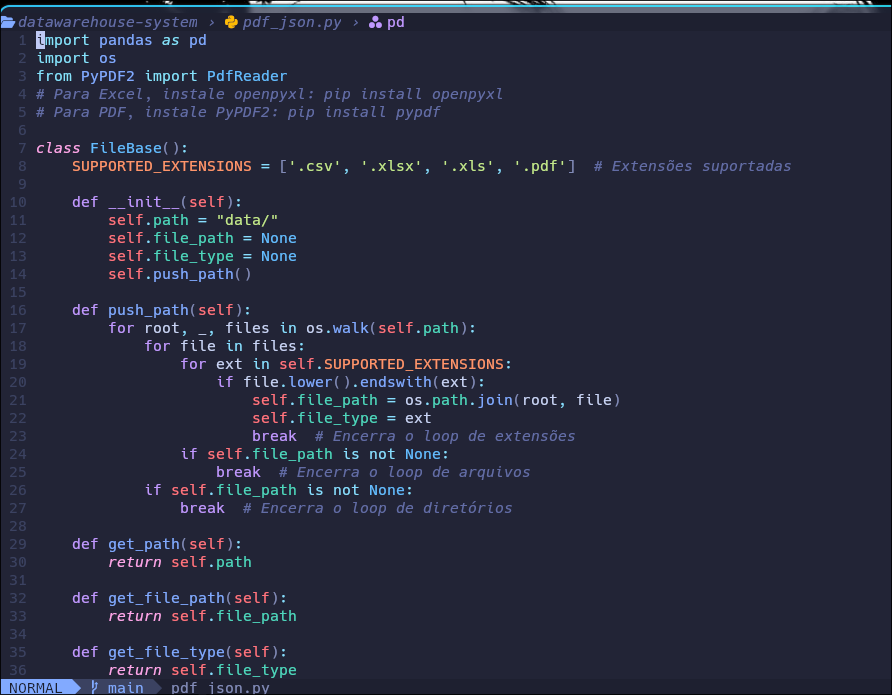 datawarehouse-system › pdf_json.py › pd
1 import pandas as pd
2 import os
3 from PyPDF2 import PdfReader
4 # Para Excel, instale openpyxl: pip install openpyxl
5 # Para PDF, instale PyPDF2: pip install pypdf
6
7 class FileBase():
8     SUPPORTED_EXTENSIONS = ['.csv', '.xlsx', '.xls', '.pdf']  # Extensões suportadas
9
10     def __init__(self):
11         self.path = "data/"
12         self.file_path = None
13         self.file_type = None
14         self.push_path()
15
16     def push_path(self):
17         for root, _, files in os.walk(self.path):
18             for file in files:
19                 for ext in self.SUPPORTED_EXTENSIONS:
20                     if file.lower().endswith(ext):
21                         self.file_path = os.path.join(root, file)
22                         self.file_type = ext
23                         break  # Encerra o loop de extensões
24                 if self.file_path is not None:
25                     break  # Encerra o loop de arquivos
26             if self.file_path is not None:
27                 break  # Encerra o loop de diretórios
28
29     def get_path(self):
30         return self.path
31
32     def get_file_path(self):
33         return self.file_path
34
35     def get_file_type(self):
36         return self.file_type
NORMAL main pdf_json.py